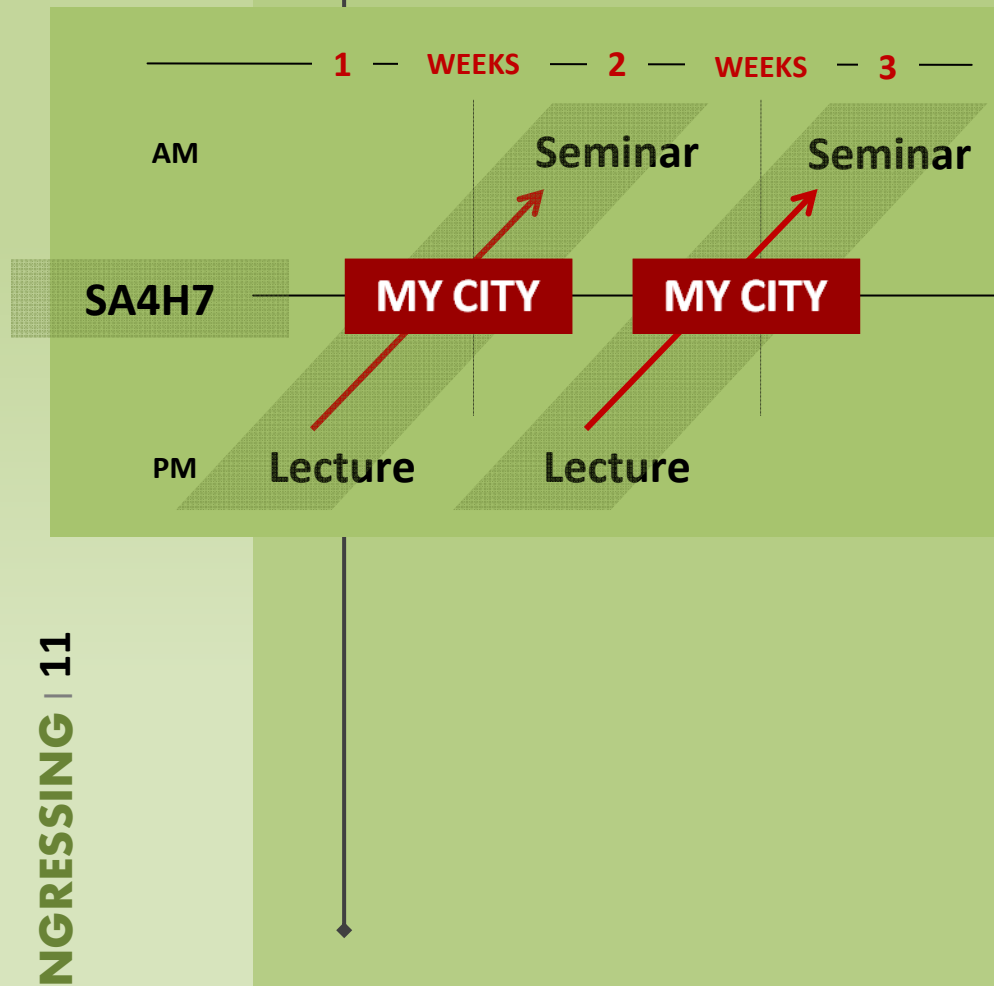 1 WEEKS 2 WEEKS 3
AM Seminar Seminar
SA4H7 MY CITY MY CITY
PM Lecture Lecture
NGRESSING | 11